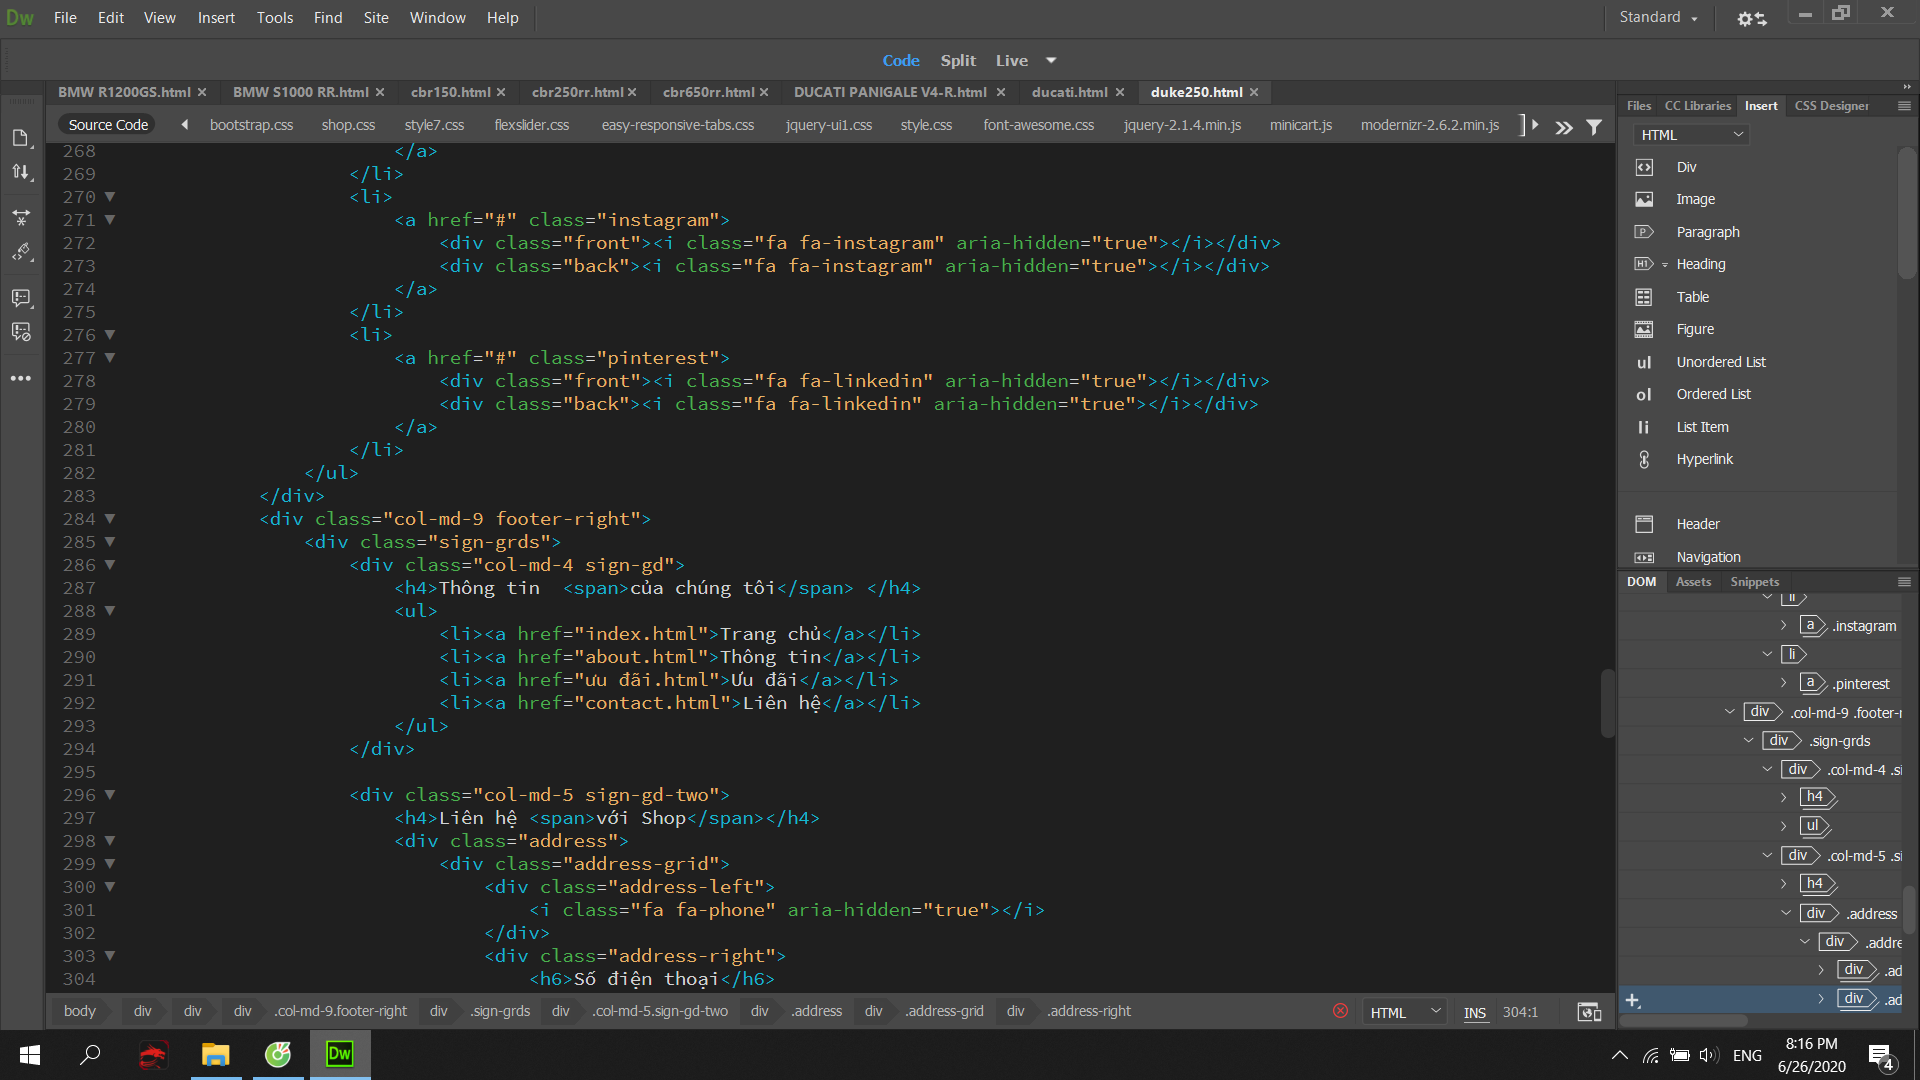 Dw File Edit View Insert Tools Find Site Window Help Standard
Code Split Live
BMW R1200GS.html BMW S1000 RR.html cbr150.html cbr250rr.html cbr650rr.html DUCATI PANIGALE V4-R.html ducati.html duke250.html
Source Code bootstrap.css shop.css style7.css flexslider.css easy-responsive-tabs.css jquery-ui1.css style.css font-awesome.css jquery-2.1.4.min.js minicart.js modernizr-2.6.2.min.js
268 </a>
269 </li>
270 <li>
271 <a href="#" class="instagram">
272 <div class="front"><i class="fa fa-instagram" aria-hidden="true"></i></div>
273 <div class="back"><i class="fa fa-instagram" aria-hidden="true"></i></div>
274 </a>
275 </li>
276 <li>
277 <a href="#" class="pinterest">
278 <div class="front"><i class="fa fa-linkedin" aria-hidden="true"></i></div>
279 <div class="back"><i class="fa fa-linkedin" aria-hidden="true"></i></div>
280 </a>
281 </li>
282 </ul>
283 </div>
284 <div class="col-md-9 footer-right">
285 <div class="sign-grds">
286 <div class="col-md-4 sign-gd">
287 <h4>Thông tin  <span>của chúng tôi</span> </h4>
288 <ul>
289 <li><a href="index.html">Trang chủ</a></li>
290 <li><a href="about.html">Thông tin</a></li>
291 <li><a href="ưu đãi.html">Ưu đãi</a></li>
292 <li><a href="contact.html">Liên hệ</a></li>
293 </ul>
294 </div>
295
296 <div class="col-md-5 sign-gd-two">
297 <h4>Liên hệ <span>với Shop</span></h4>
298 <div class="address">
299 <div class="address-grid">
300 <div class="address-left">
301 <i class="fa fa-phone" aria-hidden="true"></i>
302 </div>
303 <div class="address-right">
304 <h6>Số điện thoại</h6>
body div div div .col-md-9.footer-right div .sign-grds div .col-md-5.sign-gd-two div .address div .address-grid div .address-right HTML INS 304:1
Files CC Libraries Insert CSS Designer
HTML
Div
Image
Paragraph
H1 Heading
Table
Figure
ul Unordered List
ol Ordered List
li List Item
Hyperlink
Header
Navigation
DOM Assets Snippets
li
a .instagram
li
a .pinterest
div .col-md-9 .footer-r
div .sign-grds
div .col-md-4 .si
h4
ul
div .col-md-5 .si
h4
div .address
div .addre
div .ad
div .ad
Dw
ENG
8:16 PM
6/26/2020
4